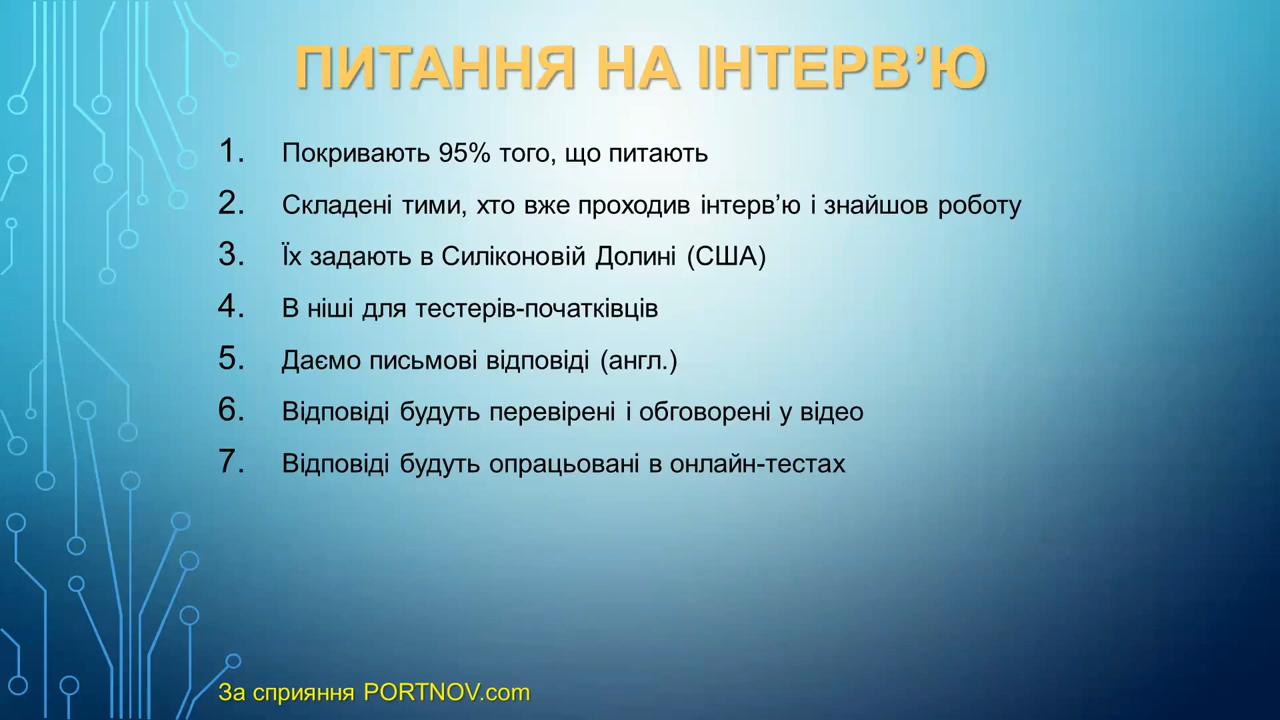 ПИТАННЯ НА ІНТЕРВ’Ю
1. Покривають 95% того, що питають
2. Складені тими, хто вже проходив інтерв’ю і знайшов роботу
3. Їх задають в Силіконовій Долині (США)
4. В ніші для тестерів-початківців
5. Даємо письмові відповіді (англ.)
6. Відповіді будуть перевірені і обговорені у відео
7. Відповіді будуть опрацьовані в онлайн-тестах
За сприяння PORTNOV.com